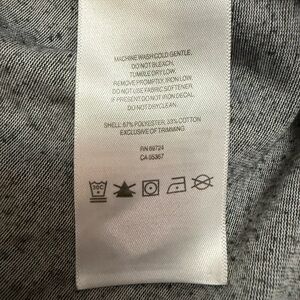 MACHINE WASH COLD GENTLE.
DO NOT BLEACH.
TUMBLE DRY LOW.
REMOVE PROMPTLY, IRON LOW.
DO NOT USE FABRIC SOFTENER.
IF PRESENT DO NOT IRON DECAL.
DO NOT DRYCLEAN.
SHELL: 67% POLYESTER, 33% COTTON
EXCLUSIVE OF TRIMMING
RN 69724
CA 05367
30C